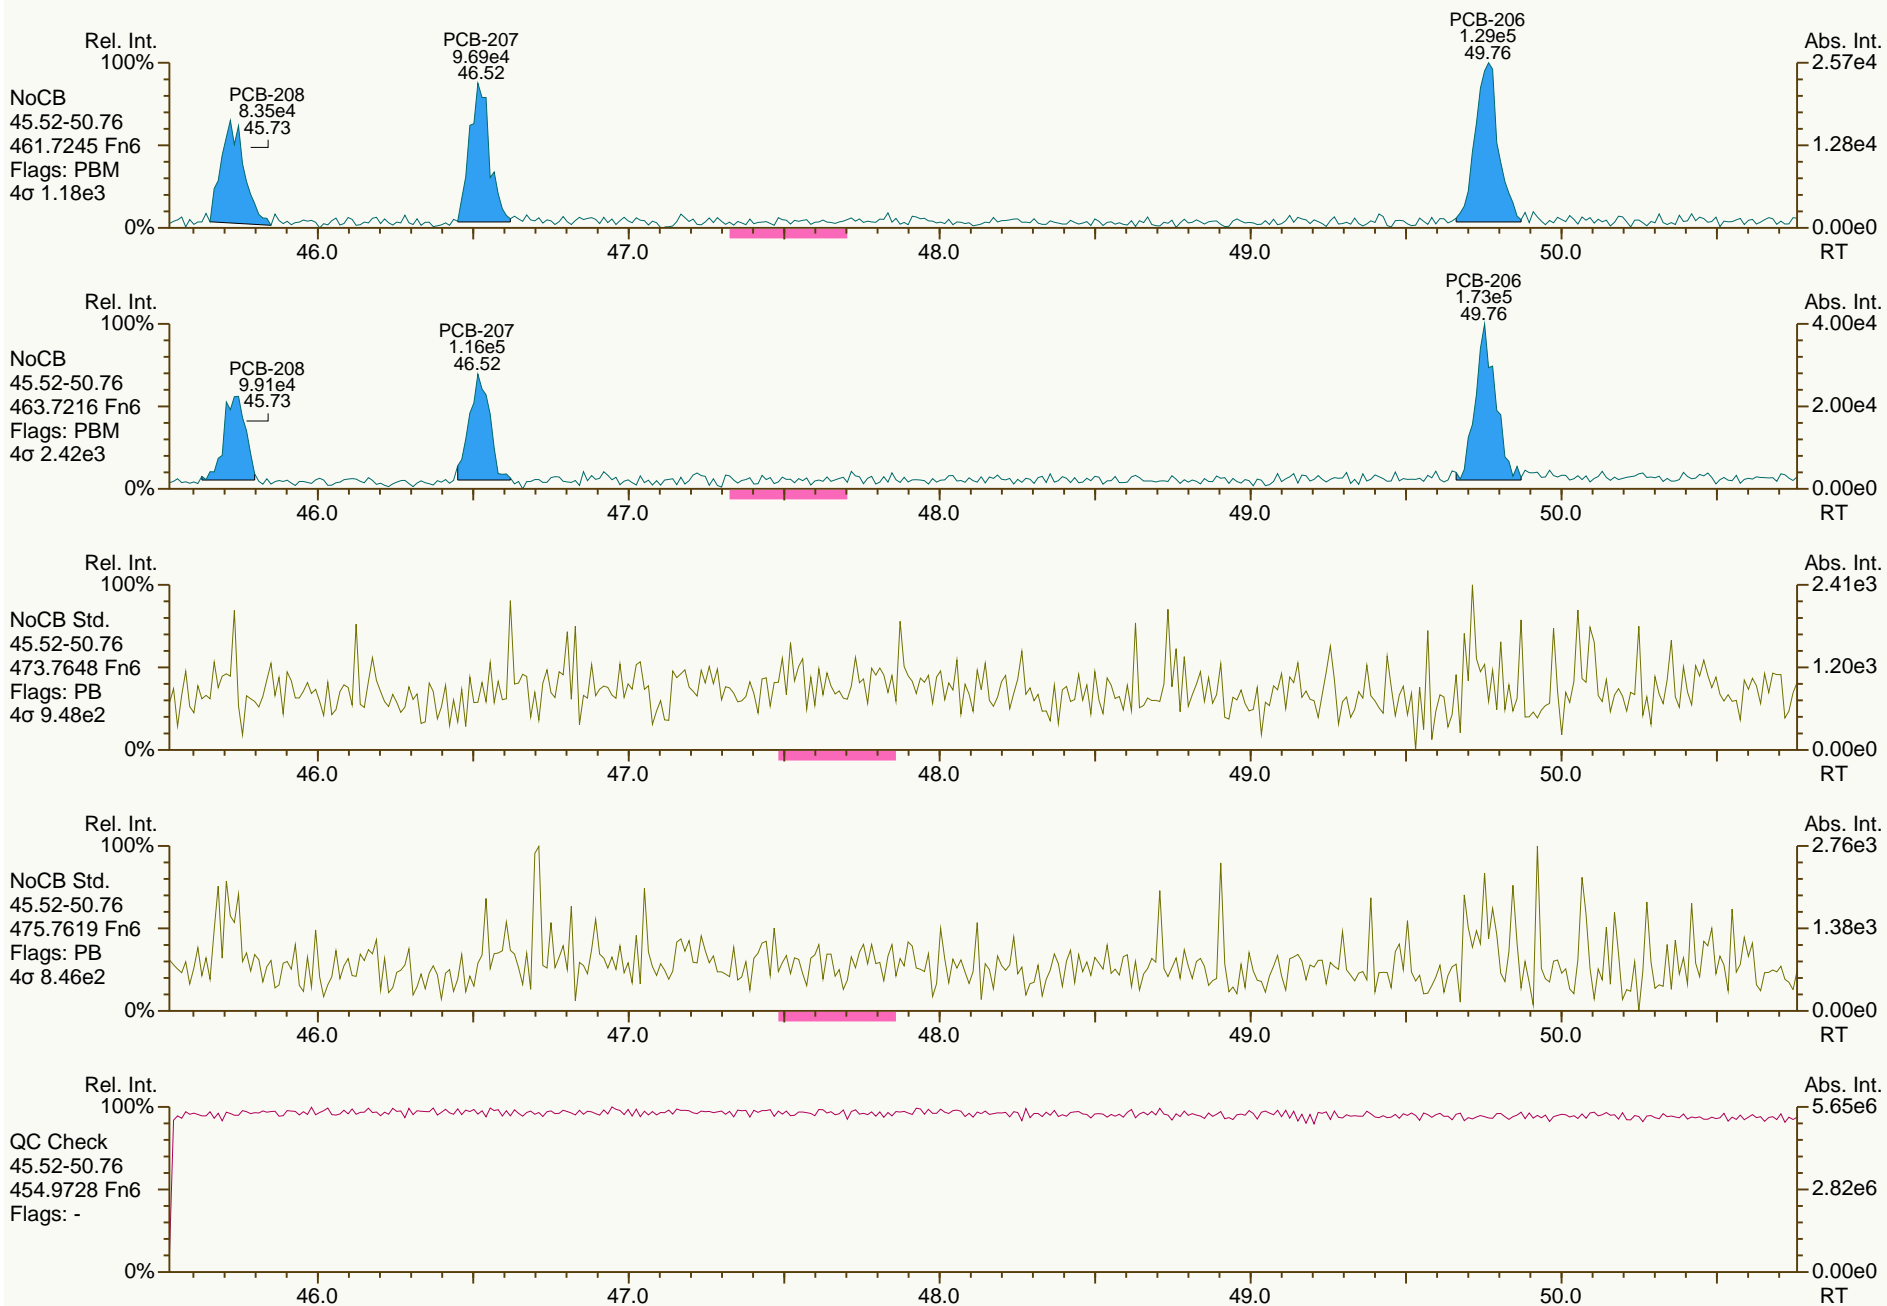 Rel. Int.
100%
0%
NoCB
45.52-50.76
461.7245 Fn6
Flags: PBM
4σ 1.18e3
PCB-208
8.35e4
45.73
PCB-207
9.69e4
46.52
PCB-206
1.29e5
49.76
Abs. Int.
2.57e4
1.28e4
0.00e0
46.0 47.0 48.0 49.0 50.0 RT
Rel. Int.
100%
0%
NoCB
45.52-50.76
463.7216 Fn6
Flags: PBM
4σ 2.42e3
PCB-208
9.91e4
45.73
PCB-207
1.16e5
46.52
PCB-206
1.73e5
49.76
Abs. Int.
4.00e4
2.00e4
0.00e0
46.0 47.0 48.0 49.0 50.0 RT
Rel. Int.
100%
0%
NoCB Std.
45.52-50.76
473.7648 Fn6
Flags: PB
4σ 9.48e2
Abs. Int.
2.41e3
1.20e3
0.00e0
46.0 47.0 48.0 49.0 50.0 RT
Rel. Int.
100%
0%
NoCB Std.
45.52-50.76
475.7619 Fn6
Flags: PB
4σ 8.46e2
Abs. Int.
2.76e3
1.38e3
0.00e0
46.0 47.0 48.0 49.0 50.0 RT
Rel. Int.
100%
0%
QC Check
45.52-50.76
454.9728 Fn6
Flags: -
Abs. Int.
5.65e6
2.82e6
0.00e0
46.0 47.0 48.0 49.0 50.0 RT